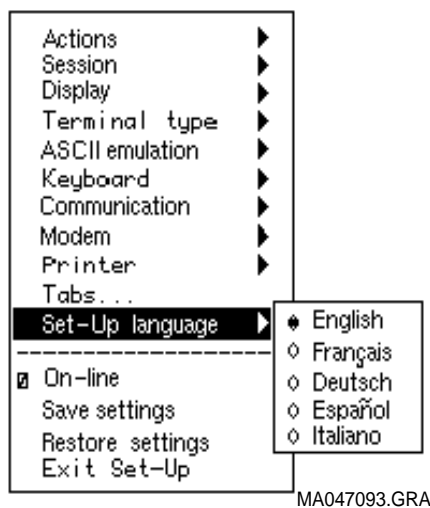 Actions
Session
Display
Terminal type
ASCII emulation
Keyboard
Communication
Modem
Printer
Tabs...
Set-Up language
English
Français
Deutsch
Español
Italiano
On-line
Save settings
Restore settings
Exit Set-Up
MA047093.GRA